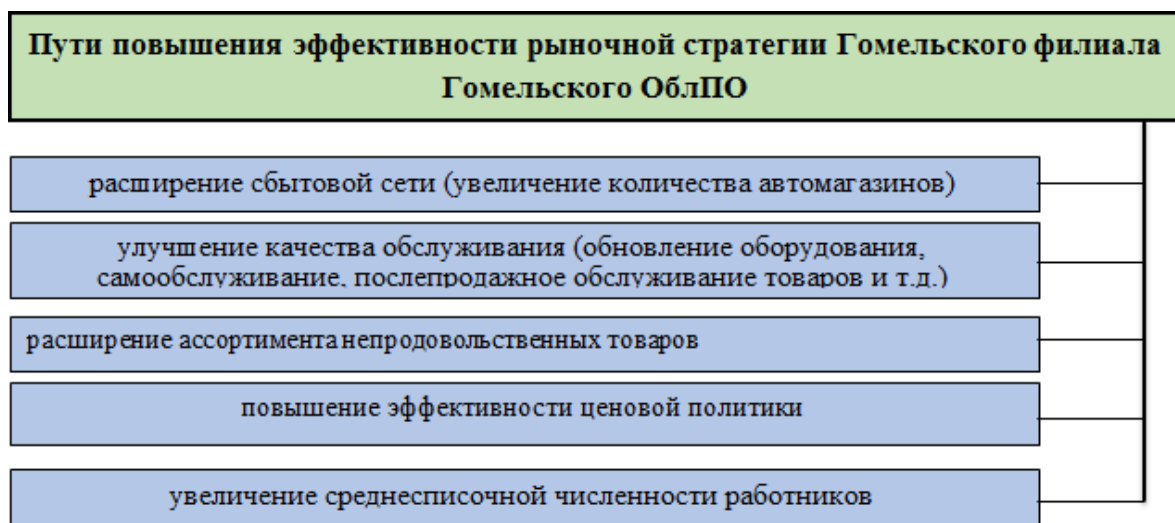 Пути повышения эффективности рыночной стратегии Гомельского филиала
Гомельского ОблПО
расширение сбытовой сети (увеличение количества автомагазинов)
улучшение качества обслуживания (обновление оборудования,
самообслуживание, послепродажное обслуживание товаров и т.д.)
расширение ассортимента непродовольственных товаров
повышение эффективности ценовой политики
увеличение среднесписочной численности работников